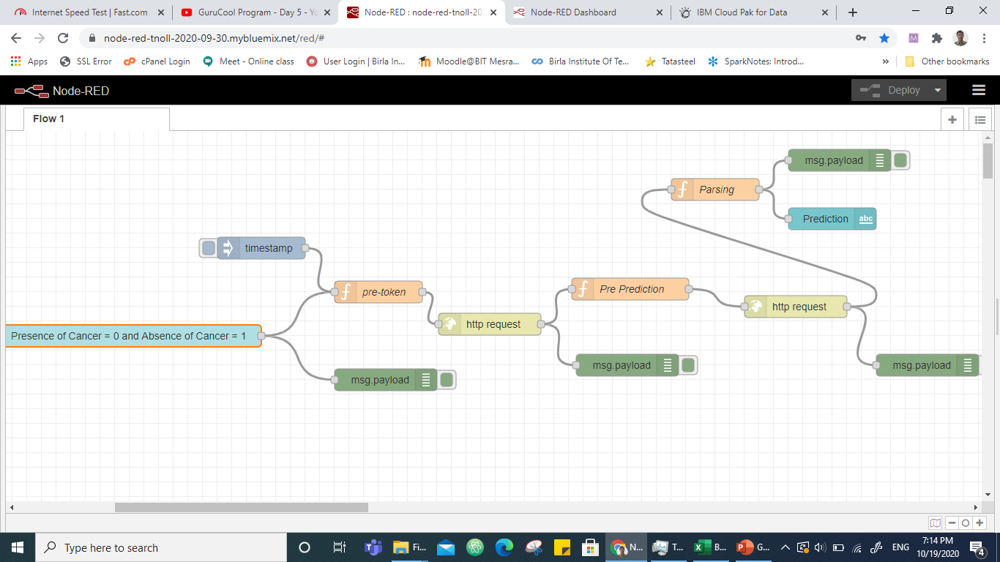 Internet Speed Test | Fast.com
GuruCool Program - Day 5 - Yo
Node-RED : node-red-tnoll-202
Node-RED Dashboard
IBM Cloud Pak for Data
node-red-tnoll-2020-09-30.mybluemix.net/red/#
Apps
SSL Error
cPanel Login
Meet - Online class
User Login | Birla In...
Moodle@BIT Mesra...
Birla Institute Of Te...
Tatasteel
SparkNotes: Introd...
Other bookmarks
Node-RED
Deploy
Flow 1
msg.payload
Parsing
Prediction
abc
timestamp
pre-token
Pre Prediction
http request
http request
Presence of Cancer = 0 and Absence of Cancer = 1
msg.payload
msg.payload
msg.payload
Type here to search
Fi...
N...
T...
B...
G...
ENG
7:14 PM
10/19/2020
4